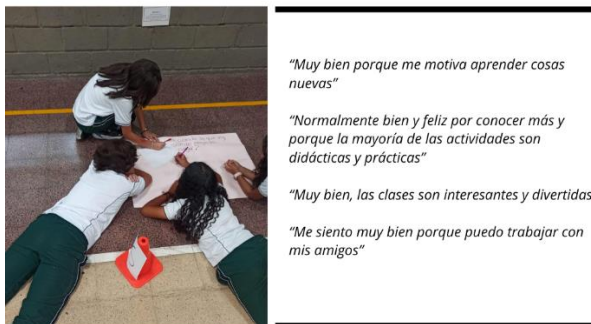 “Muy bien porque me motiva aprender cosas
nuevas”
“Normalmente bien y feliz por conocer más y
porque la mayoría de las actividades son
didácticas y prácticas”
“Muy bien, las clases son interesantes y divertidas
“Me siento muy bien porque puedo trabajar con
mis amigos”